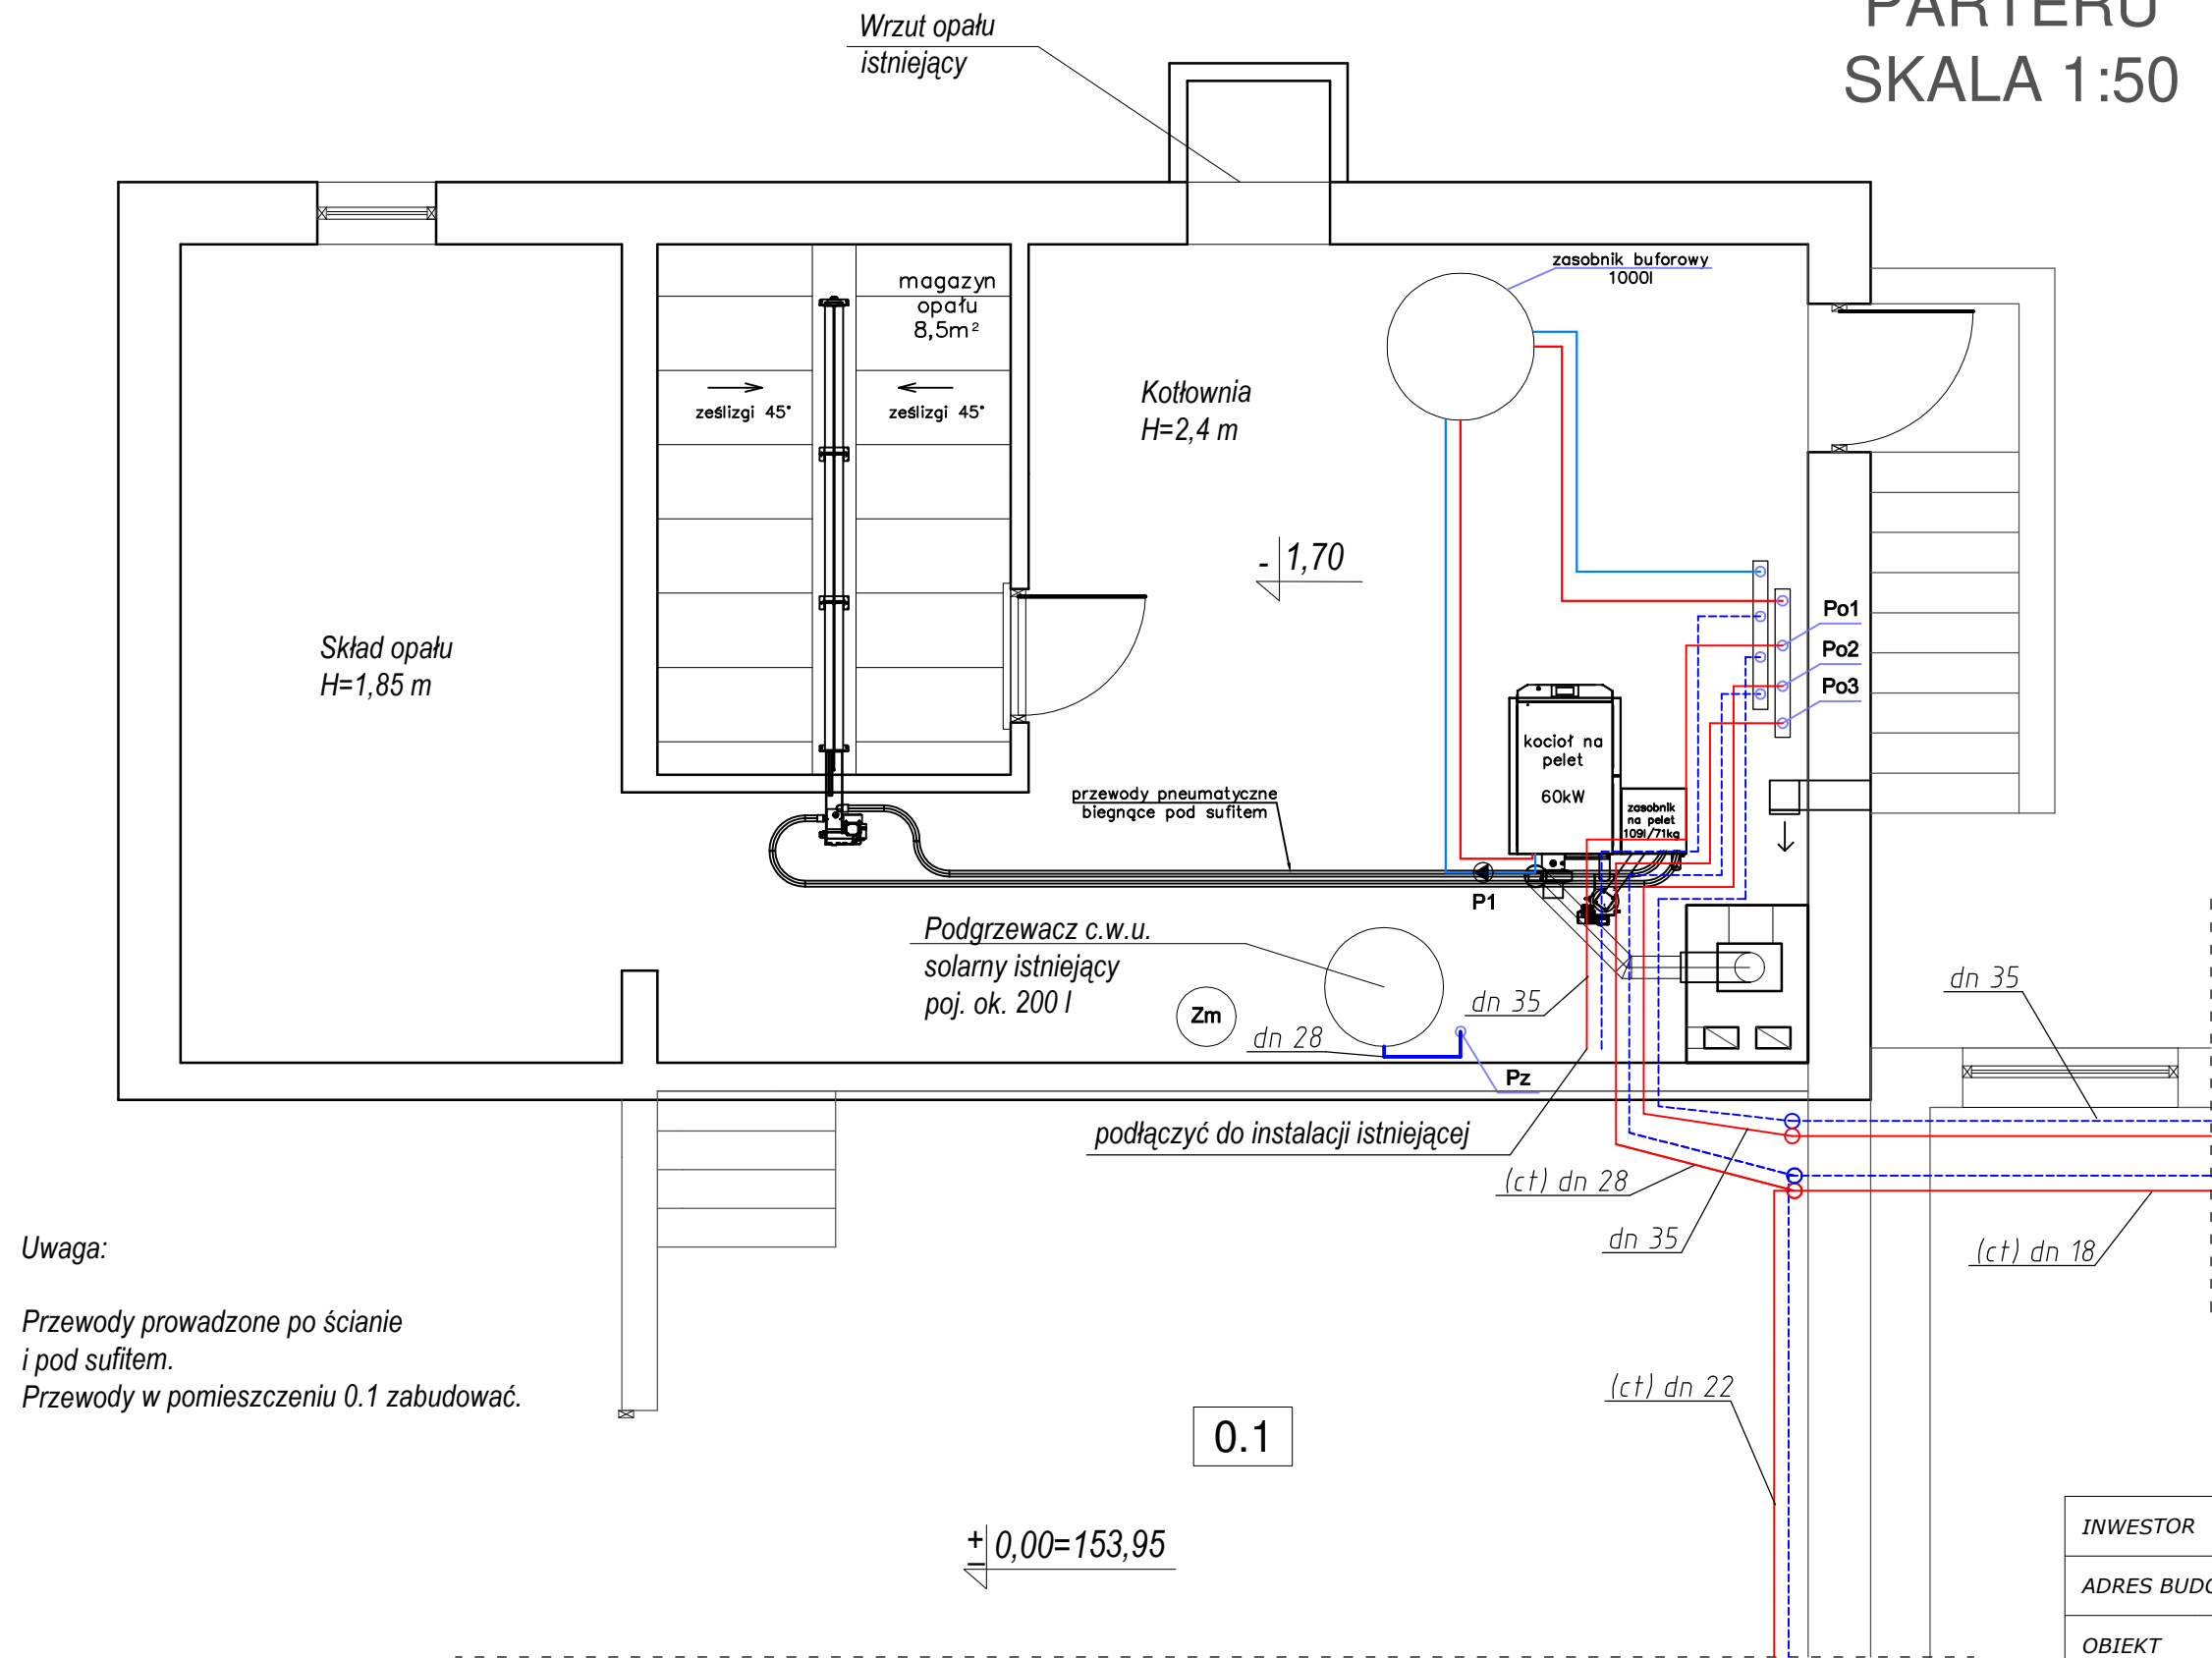 PARTERU
SKALA 1:50
Wrzut opału
istniejący
magazyn
opału
8,5m²
ześlizgi 45°
ześlizgi 45°
zasobnik buforowy
1000l
Kotłownia
H=2,4 m
- 1,70
Po1
Po2
Po3
Skład opału
H=1,85 m
kocioł na
pelet
60kW
zasobnik
na pelet
109l/71kg
przewody pneumatyczne
biegnące pod sufitem
P1
Podgrzewacz c.w.u.
solarny istniejący
poj. ok. 200 l
Zm
dn 28
dn 35
Pz
dn 35
podłączyć do instalacji istniejącej
(ct) dn 28
dn 35
(ct) dn 18
Uwaga:
Przewody prowadzone po ścianie
i pod sufitem.
Przewody w pomieszczeniu 0.1 zabudować.
(ct) dn 22
0.1
± 0,00=153,95
INWESTOR
ADRES BUDO
OBIEKT